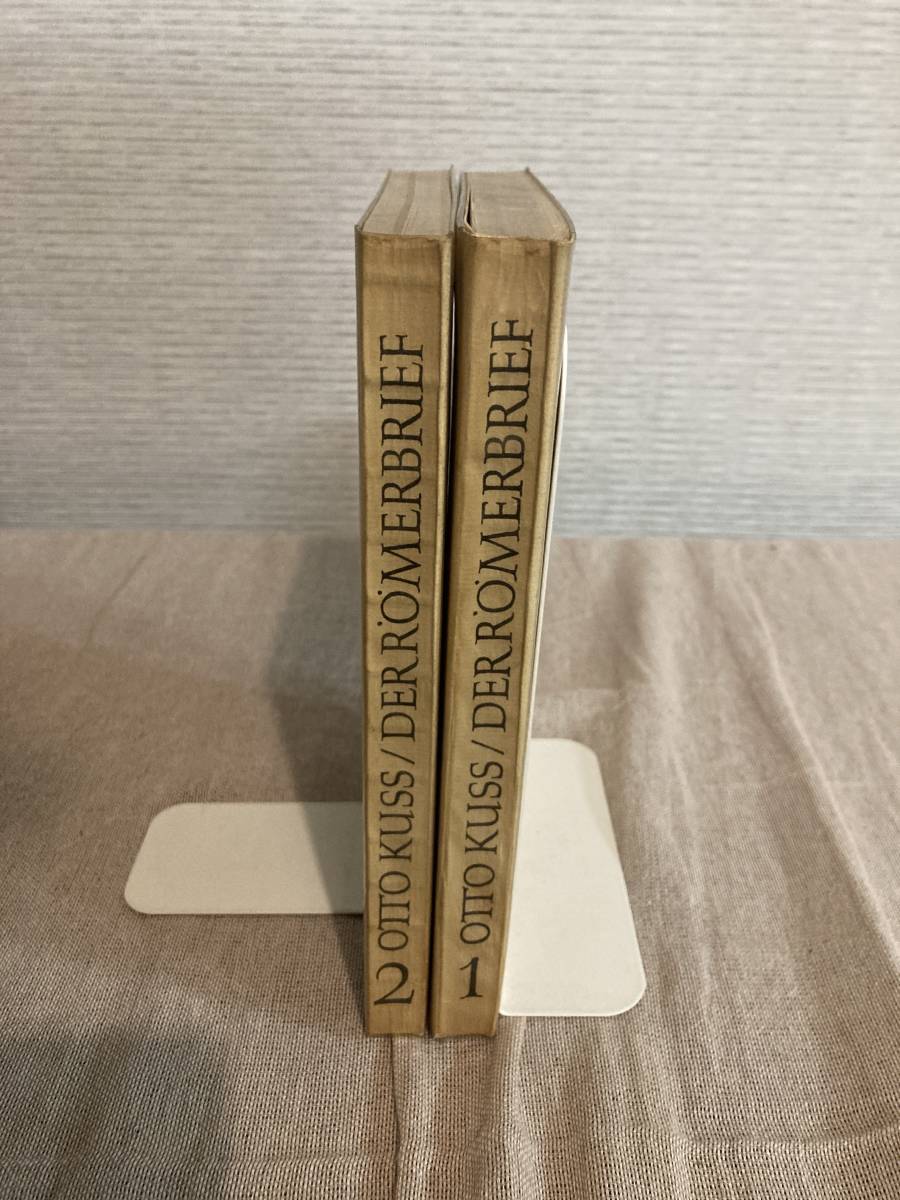 2 OTTO KUSS / DER RÖMERBRIEF
1 OTTO KUSS / DER RÖMERBRIEF